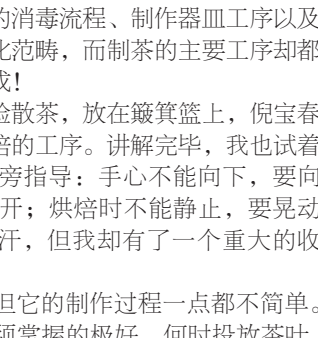 的消毒流程、制作器皿工序以及
化范畴，而制茶的主要工序却都
成！
验散茶，放在簸箕篮上，倪宝春
焙的工序。讲解完毕，我也试着
旁指导：手心不能向下，要向
开；烘焙时不能静止，要晃动
汗，但我却有了一个重大的收
但它的制作过程一点都不简单。
须掌握的极好，何时投放茶叶